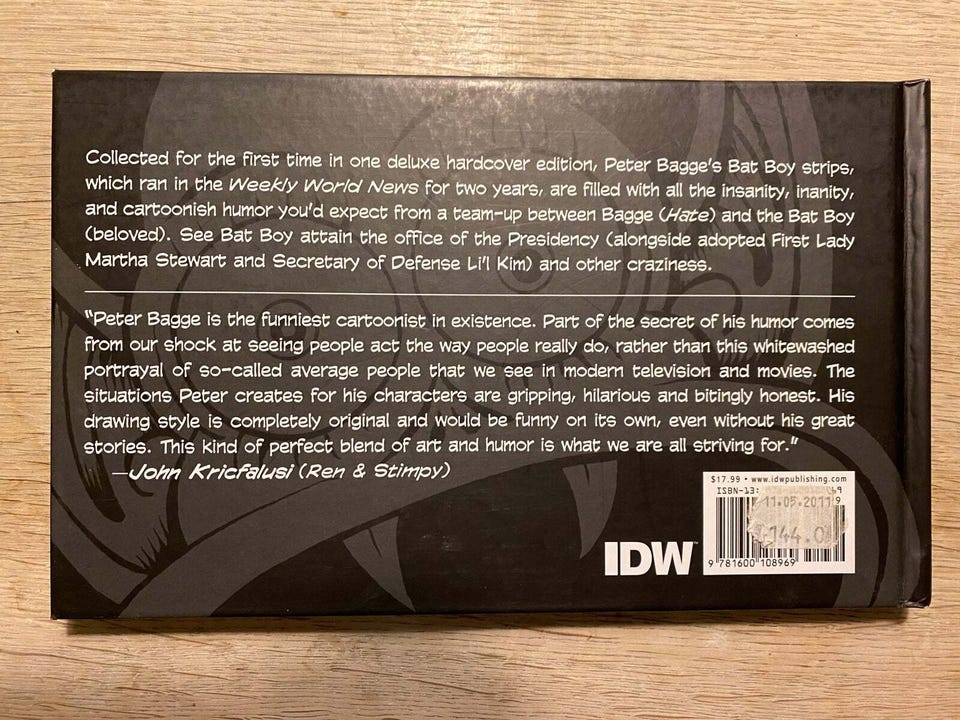 Collected for the first time in one deluxe hardcover edition, Peter Bagge's Bat Boy strips,
which ran in the Weekly World News for two years, are filled with all the insanity, inanity,
and cartoonish humor you'd expect from a team-up between Bagge (Hate) and the Bat Boy
(beloved). See Bat Boy attain the office of the Presidency (alongside adopted First Lady
Martha Stewart and Secretary of Defense Li'l Kim) and other craziness.
"Peter Bagge is the funniest cartoonist in existence. Part of the secret of his humor comes
from our shock at seeing people act the way people really do, rather than this whitewashed
portrayal of so-called average people that we see in modern television and movies. The
situations Peter creates for his characters are gripping, hilarious and bitingly honest. His
drawing style is completely original and would be funny on its own, even without his great
stories. This kind of perfect blend of art and humor is what we are all striving for."
—John Kricfalusi (Ren & Stimpy)
$17.99 • www.idwpublishing.com
ISBN-13:
11.05.2011
IDW™
9 781600 108969